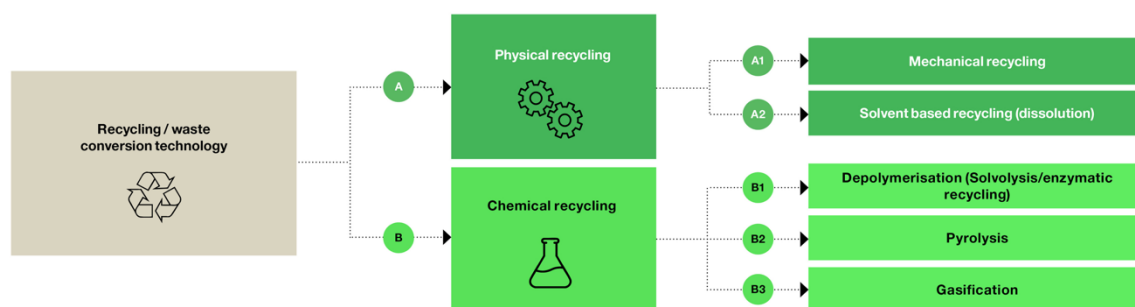 Recycling / waste
conversion technology
A
Physical recycling
A1
Mechanical recycling
A2
Solvent based recycling (dissolution)
B
Chemical recycling
B1
Depolymerisation (Solvolysis/enzymatic
recycling)
B2
Pyrolysis
B3
Gasification